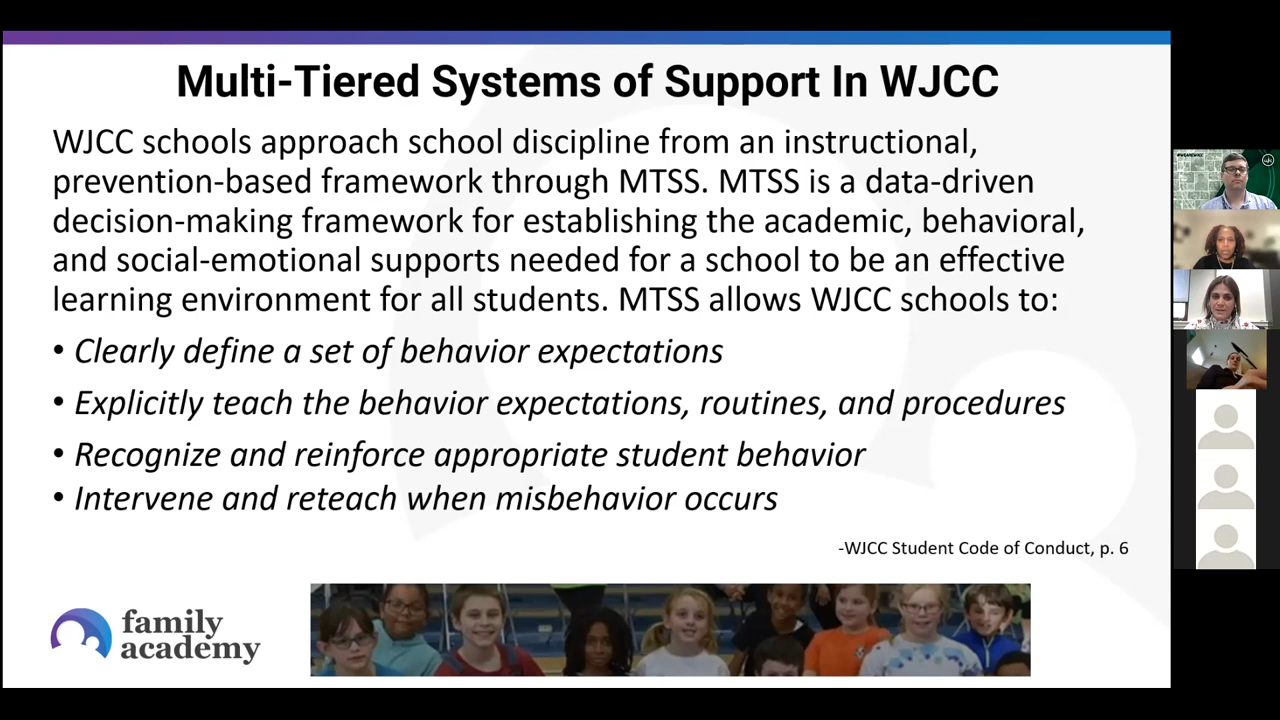 Multi-Tiered Systems of Support In WJCC
WJCC schools approach school discipline from an instructional,
prevention-based framework through MTSS. MTSS is a data-driven
decision-making framework for establishing the academic, behavioral,
and social-emotional supports needed for a school to be an effective
learning environment for all students. MTSS allows WJCC schools to:
• Clearly define a set of behavior expectations
• Explicitly teach the behavior expectations, routines, and procedures
• Recognize and reinforce appropriate student behavior
• Intervene and reteach when misbehavior occurs
-WJCC Student Code of Conduct, p. 6
family
academy